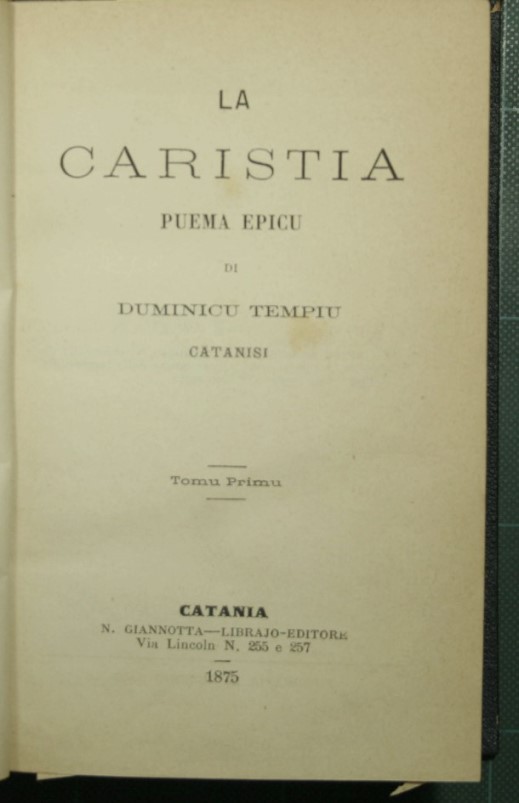 LA
CARISTIA
PUEMA EPICU
DI
DUMINICU TEMPIU
CATANISI
Tomu Primu
CATANIA
N. GIANNOTTA—LIBRAJO-EDITORE
Via Lincoln N. 255 e 257
1875